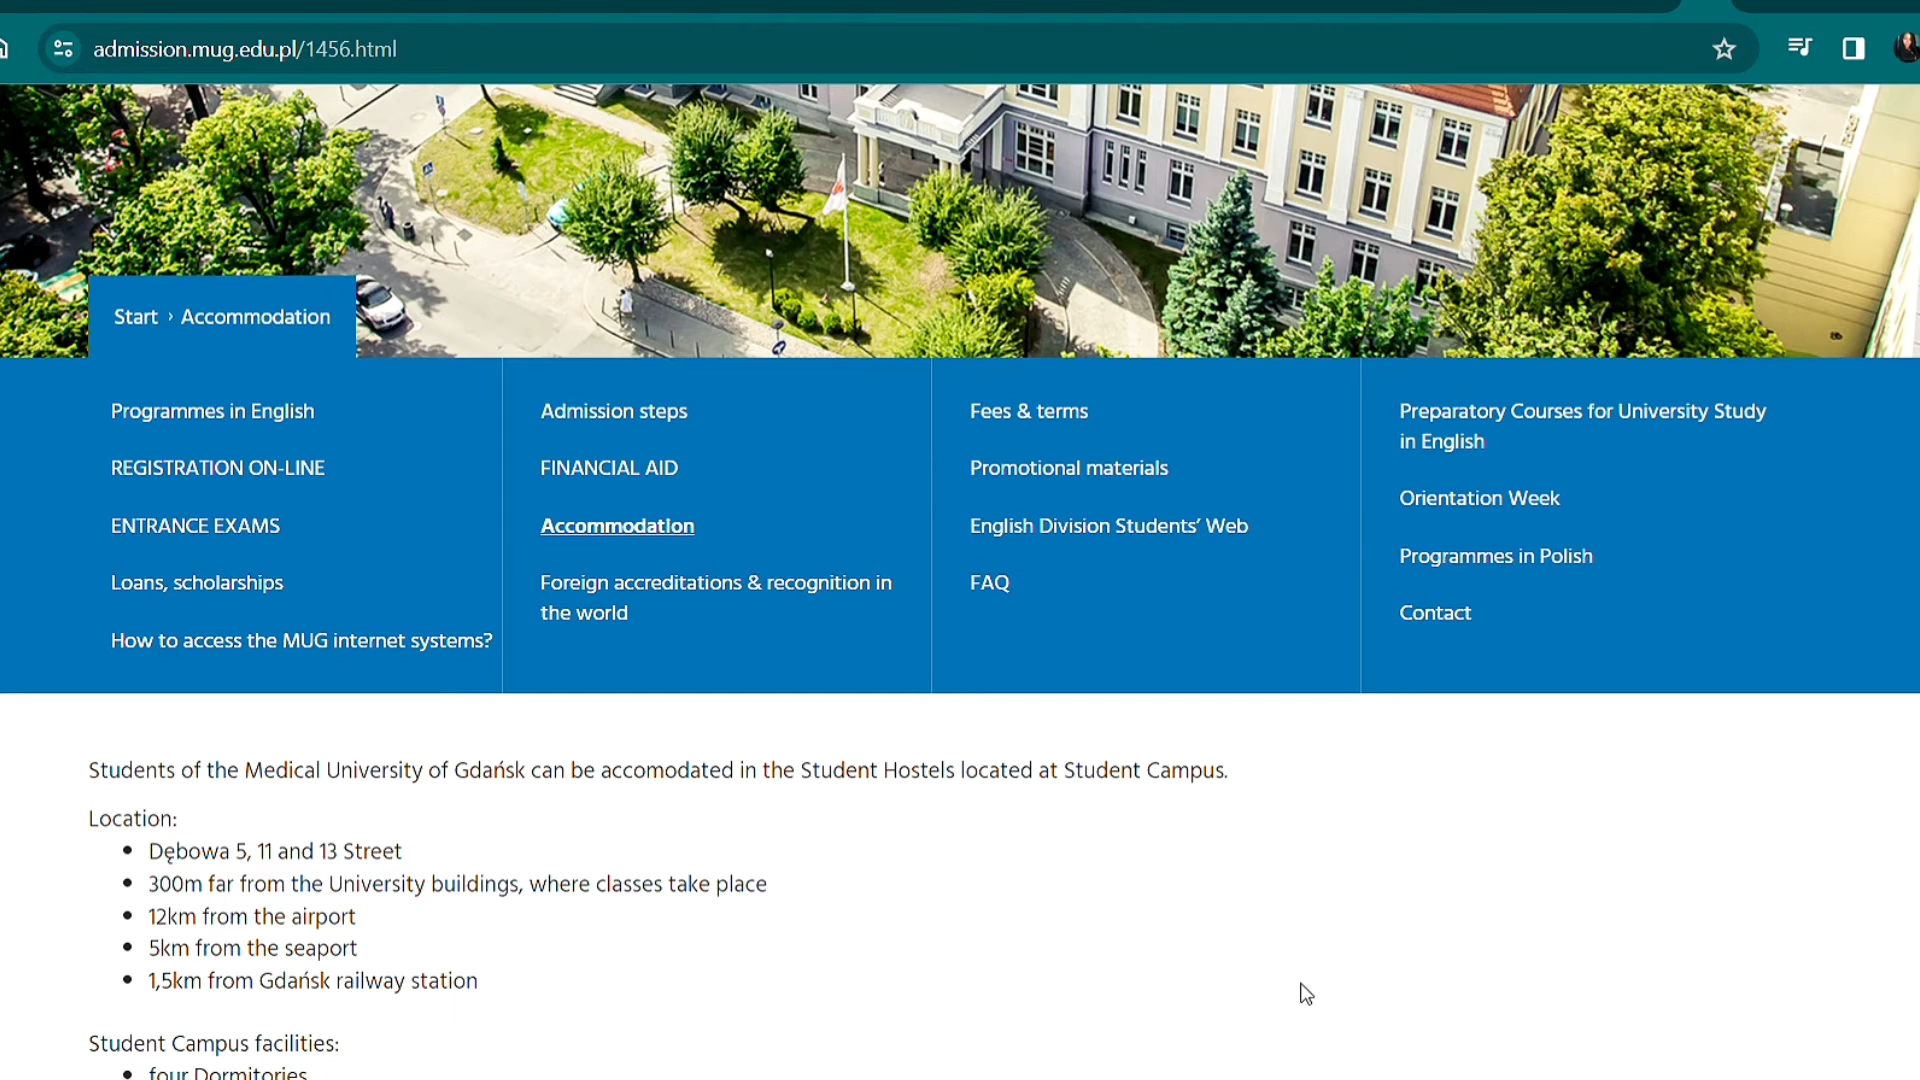 admission.mug.edu.pl/1456.html
Start › Accommodation
Programmes in English
REGISTRATION ON-LINE
ENTRANCE EXAMS
Loans, scholarships
How to access the MUG internet systems?
Admission steps
FINANCIAL AID
Accommodation
Foreign accreditations & recognition in
the world
Fees & terms
Promotional materials
English Division Students’ Web
FAQ
Preparatory Courses for University Study
in English
Orientation Week
Programmes in Polish
Contact
Students of the Medical University of Gdańsk can be accomodated in the Student Hostels located at Student Campus.
Location:
• Dębowa 5, 11 and 13 Street
• 300m far from the University buildings, where classes take place
• 12km from the airport
• 5km from the seaport
• 1,5km from Gdańsk railway station
Student Campus facilities:
• four Dormitories